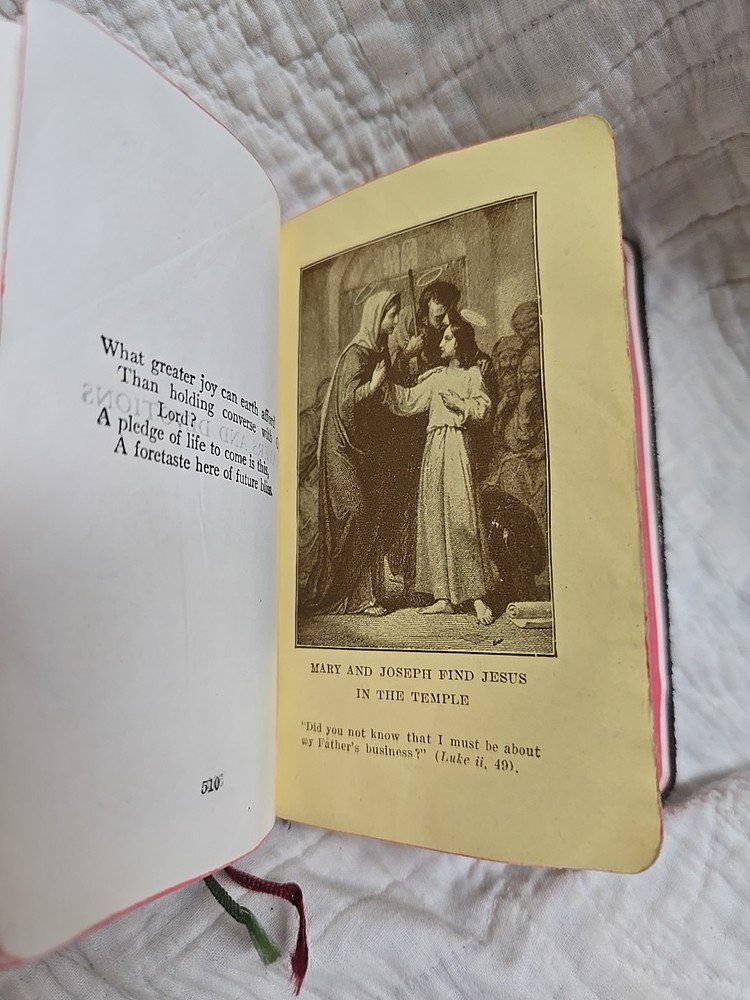 What greater joy can earth afford
Than holding converse with
Lord?
A pledge of life to come is this,
A foretaste here of future bliss.
510
MARY AND JOSEPH FIND JESUS
IN THE TEMPLE
"Did you not know that I must be about
my Father's business?" (Luke ii, 49).